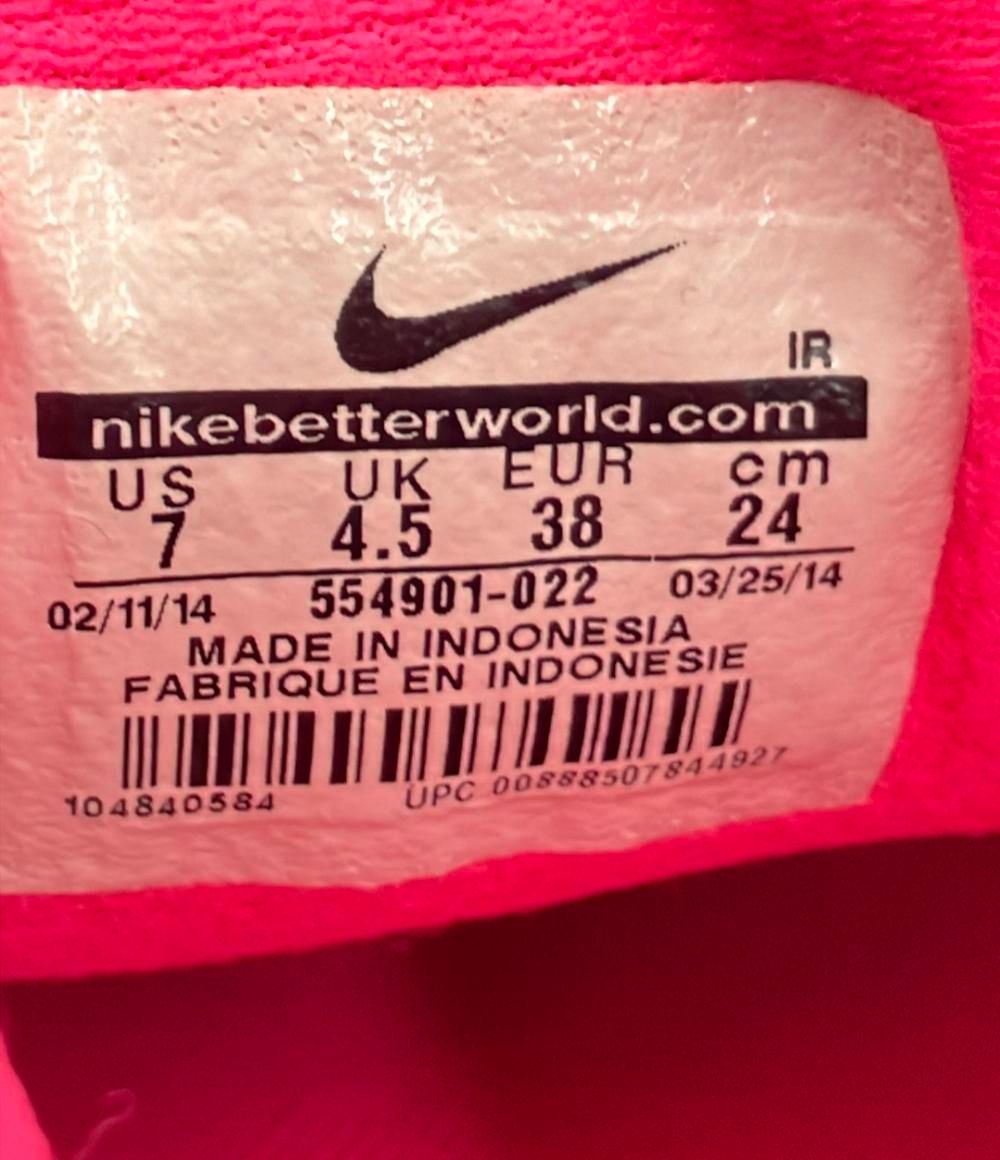 IR
nikebetterworld.com
US UK EUR cm
7 4.5 38 24
02/11/14 554901-022 03/25/14
MADE IN INDONESIA
FABRIQUE EN INDONESIE
104840584 UPC 00888507844927